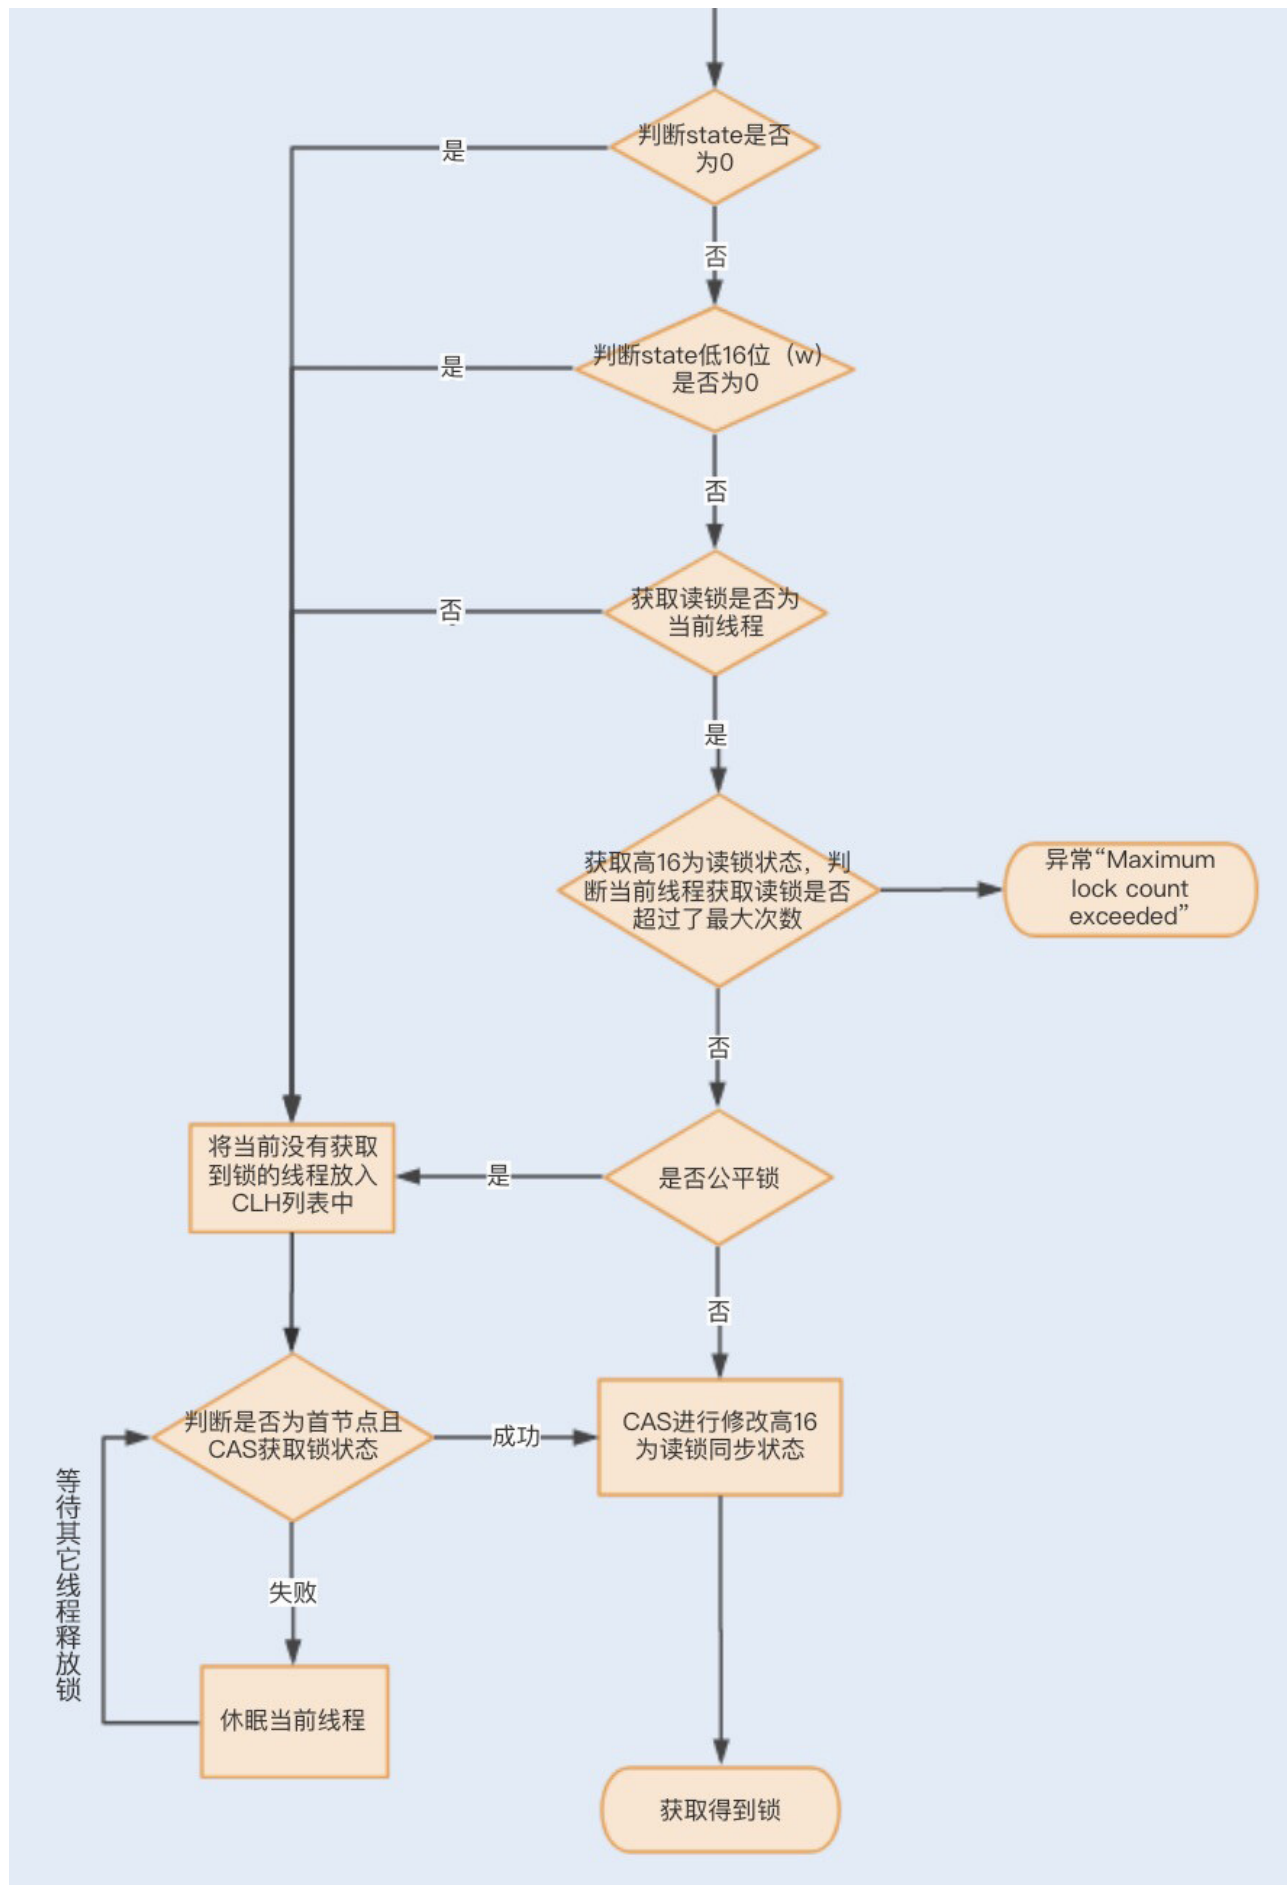 判断state是否
为0
是
否
判断state低16位（w）
是否为0
是
否
获取读锁是否为
当前线程
否
是
获取高16为读锁状态，判
断当前线程获取读锁是否
超过了最大次数
异常“Maximum
lock count
exceeded”
否
将当前没有获取
到锁的线程放入
CLH列表中
是
是否公平锁
否
判断是否为首节点且
CAS获取锁状态
成功
CAS进行修改高16
为读锁同步状态
等待其它线程释放锁
失败
休眠当前线程
获取得到锁